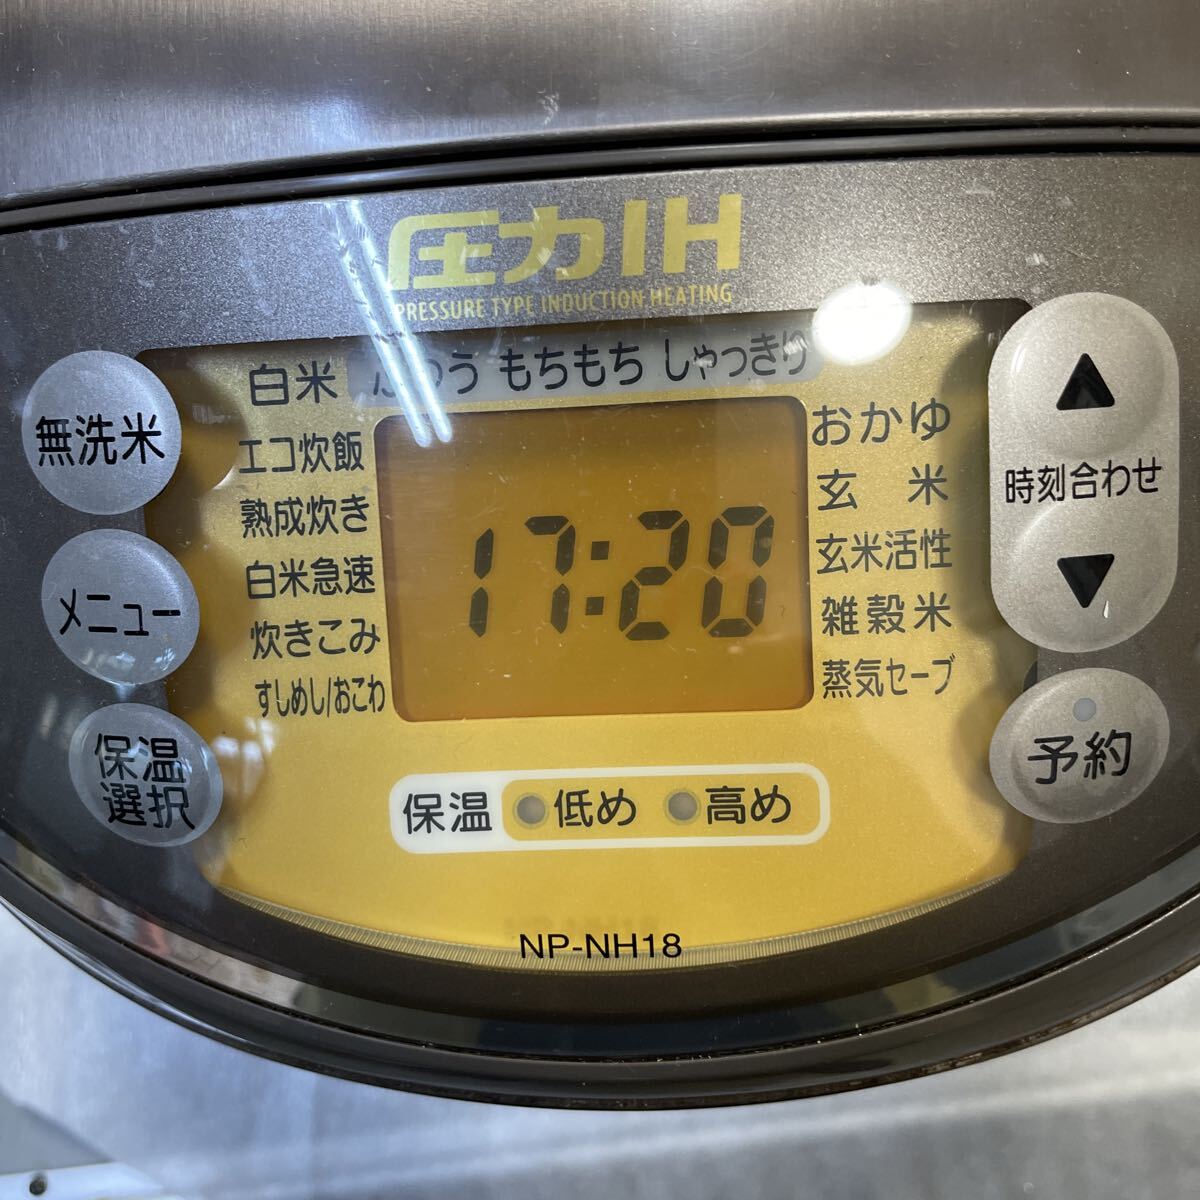 圧力IH
PRESSURE TYPE INDUCTION HEATING
白米 ふつう もちもち しゃっきり
エコ炊飯
熟成炊き
白米急速
炊きこみ
すしめし/おこわ
17:20
おかゆ
玄米
玄米活性
雑穀米
蒸気セーブ
無洗米
メニュー
保温
選択
▲
時刻合わせ
▼
予約
保温 低め 高め
NP-NH18